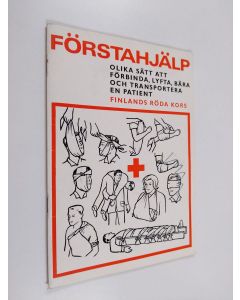 FÖRSTAHJÄLP
OLIKA SÄTT ATT
FÖRBINDA, LYFTA, BÄRA
OCH TRANSPORTERA
EN PATIENT
FINLANDS RÖDA KORS